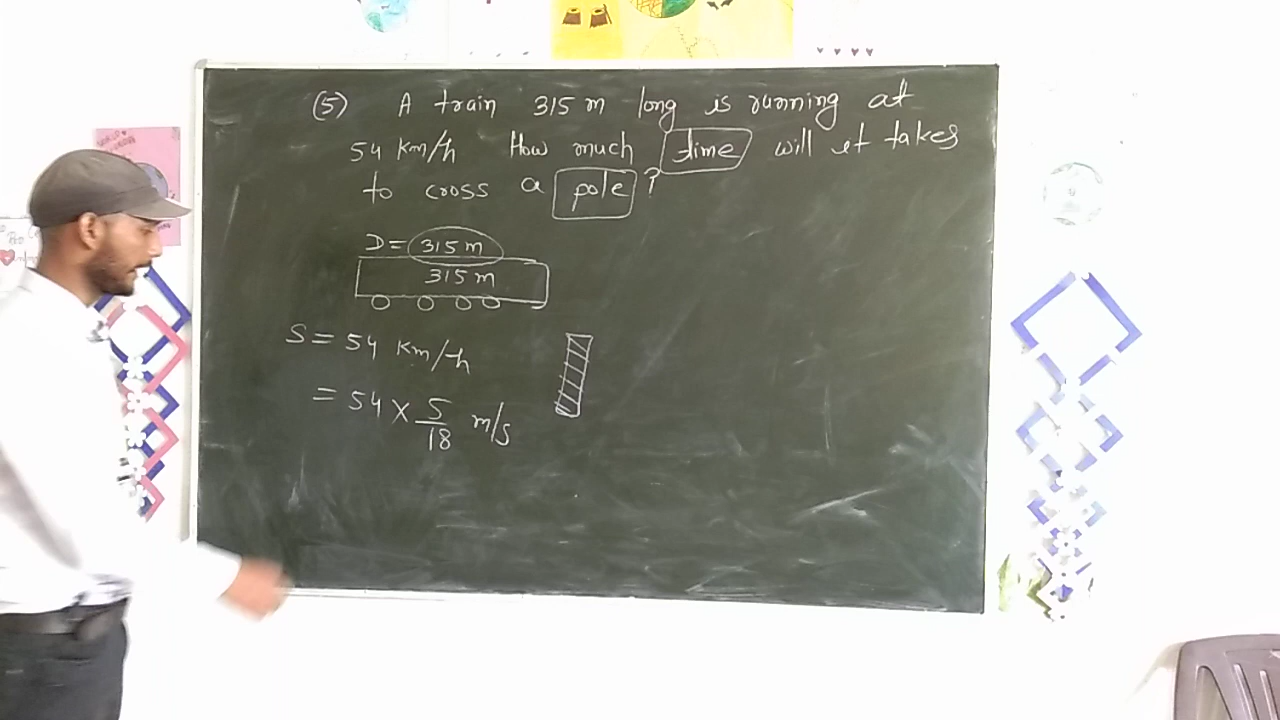 (5) A train 315 m long is running at
54 Km/h How much time will it takes
to cross a pole ?
D = 315 m
315 m
S = 54 Km/h
= 54 × 5/18 m/s